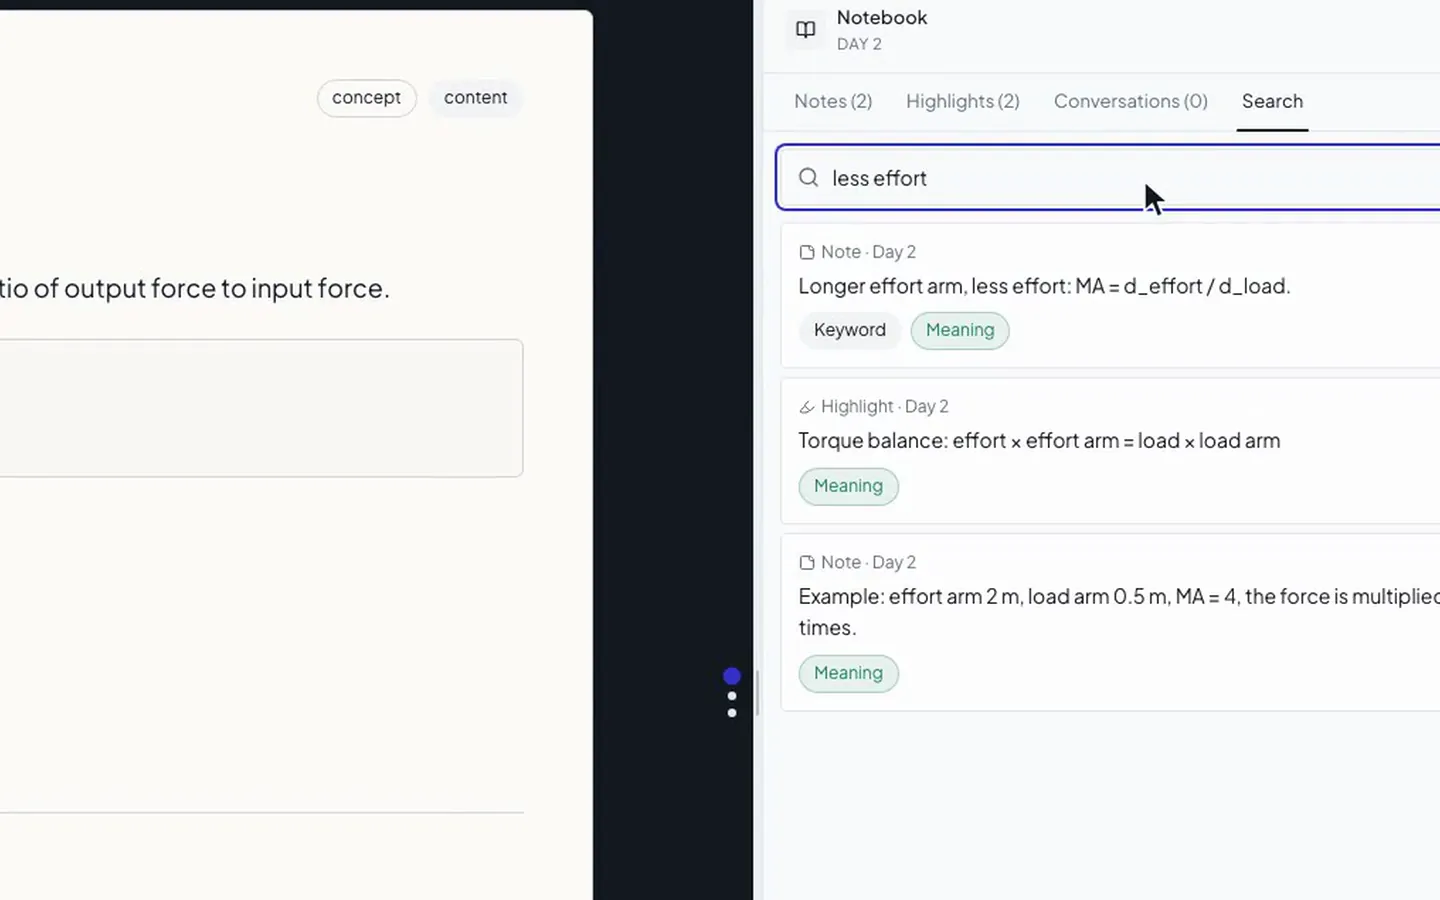 concept content
tio of output force to input force.
Notebook
DAY 2
Notes (2) Highlights (2) Conversations (0) Search
less effort
Note · Day 2
Longer effort arm, less effort: MA = d_effort / d_load.
Keyword Meaning
Highlight · Day 2
Torque balance: effort × effort arm = load × load arm
Meaning
Note · Day 2
Example: effort arm 2 m, load arm 0.5 m, MA = 4, the force is multiplied
times.
Meaning